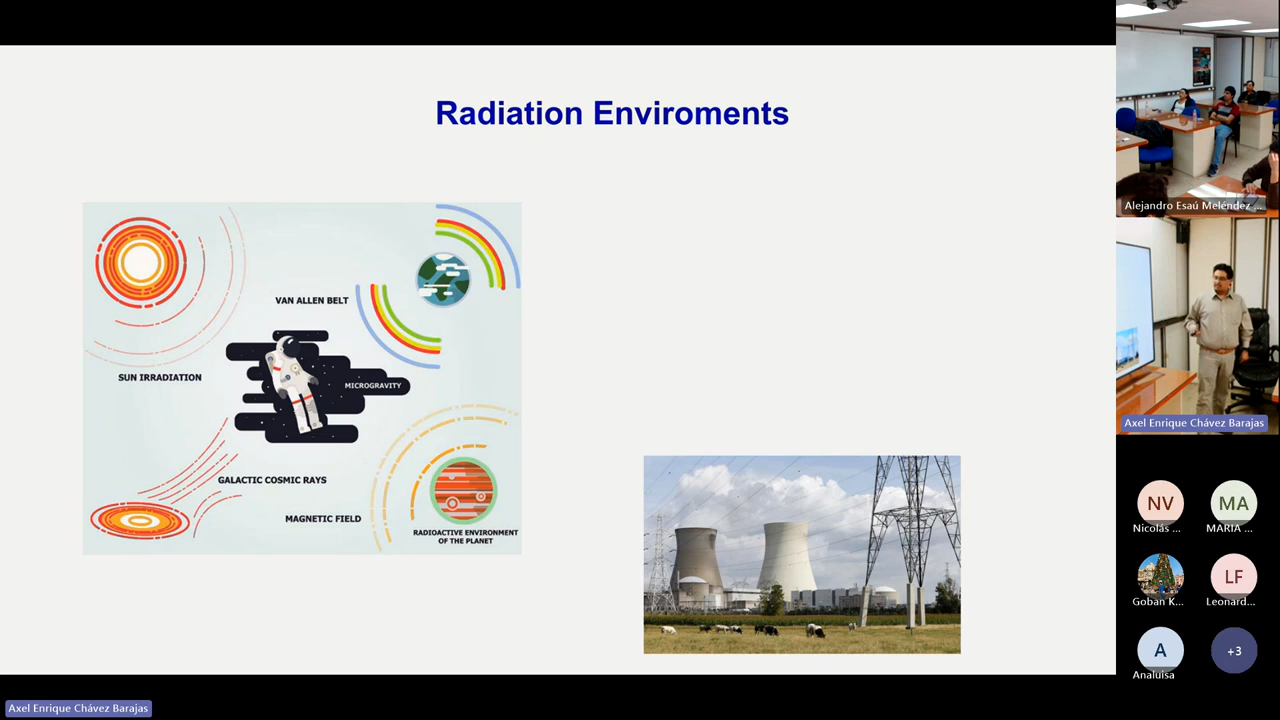 Radiation Enviroments
VAN ALLEN BELT
SUN IRRADIATION
MICROGRAVITY
GALACTIC COSMIC RAYS
MAGNETIC FIELD
RADIOACTIVE ENVIRONMENT
OF THE PLANET
Alejandro Esaú Meléndez ...
Axel Enrique Chávez Barajas
NV
Nicolás ...
MA
MARIA ...
Goban K...
LF
Leonard...
A
Analuisa
+3
Axel Enrique Chávez Barajas